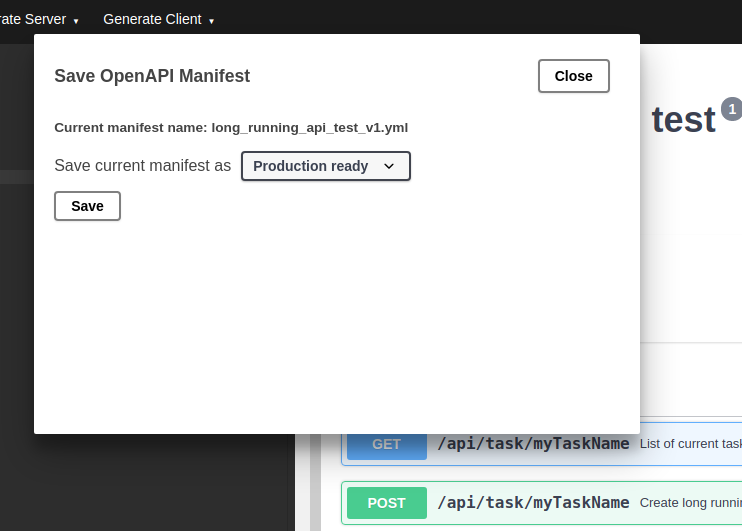 rate Server ▾ Generate Client ▾
Save OpenAPI Manifest Close
test 1
Current manifest name: long_running_api_test_v1.yml
Save current manifest as Production ready
Save
GET /api/task/myTaskName List of current task
POST /api/task/myTaskName Create long runnin